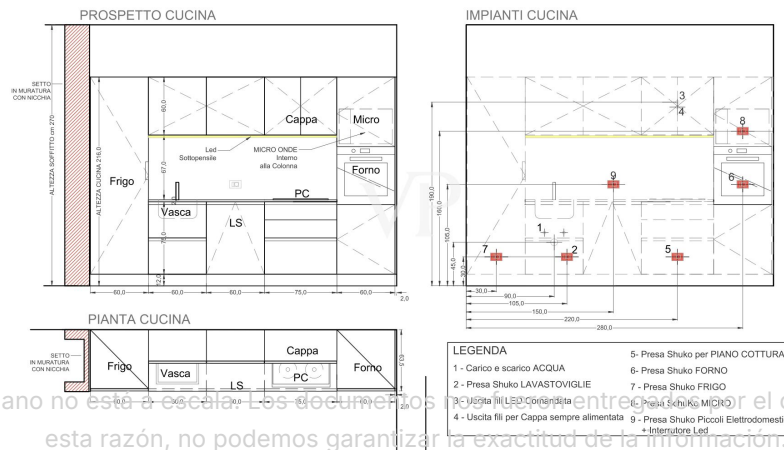 PROSPETTO CUCINA
SETTO
IN MURATURA
CON NICCHIA
ALTEZZA SOFFITTO cm 270
ALTEZZA CUCINA 216,0
60,0
67,0
12,0
Cappa
Micro
Led
Sottopensile
MICRO ONDE
Interno
alla Colonna
Frigo
Forno
PC
Vasca
LS
60,0
60,0
60,0
75,0
60,0
2,0
PIANTA CUCINA
SETTO
IN MURATURA
CON NICCHIA
Frigo
Vasca
LS
Cappa
PC
Forno
63,5
2,0
IMPIANTI CUCINA
3
4
8
6
9
1
7
2
5
190,0
160,0
105,0
45,0
30,0
90,0
105,0
150,0
220,0
280,0
VP
LEGENDA
1 - Carico e scarico ACQUA
2 - Presa Shuko LAVASTOVIGLIE
3 - Uscita fili LED Comandata
4 - Uscita fili per Cappa sempre alimentata
5- Presa Shuko per PIANO COTTURA
6- Presa Shuko FORNO
7 - Presa Shuko FRIGO
8- Presa Schuko MICRO
9 - Presa Shuko Piccoli Elettrodomest
+ Interrutore Led
ano no está a escala. Los documentos nos fueron entregados por el
esta razón, no podemos garantizar la exactitud de la información.